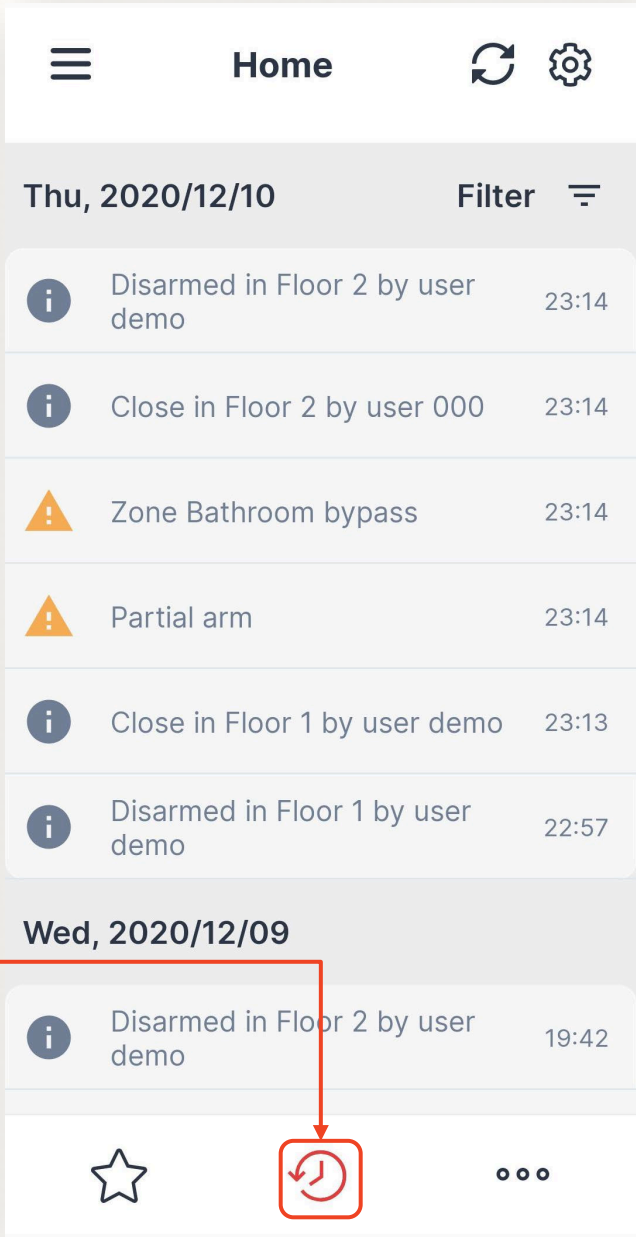 Home
Thu, 2020/12/10 Filter
Disarmed in Floor 2 by user
demo
23:14
Close in Floor 2 by user 000 23:14
Zone Bathroom bypass 23:14
Partial arm 23:14
Close in Floor 1 by user demo 23:13
Disarmed in Floor 1 by user
demo
22:57
Wed, 2020/12/09
Disarmed in Floor 2 by user
demo
19:42